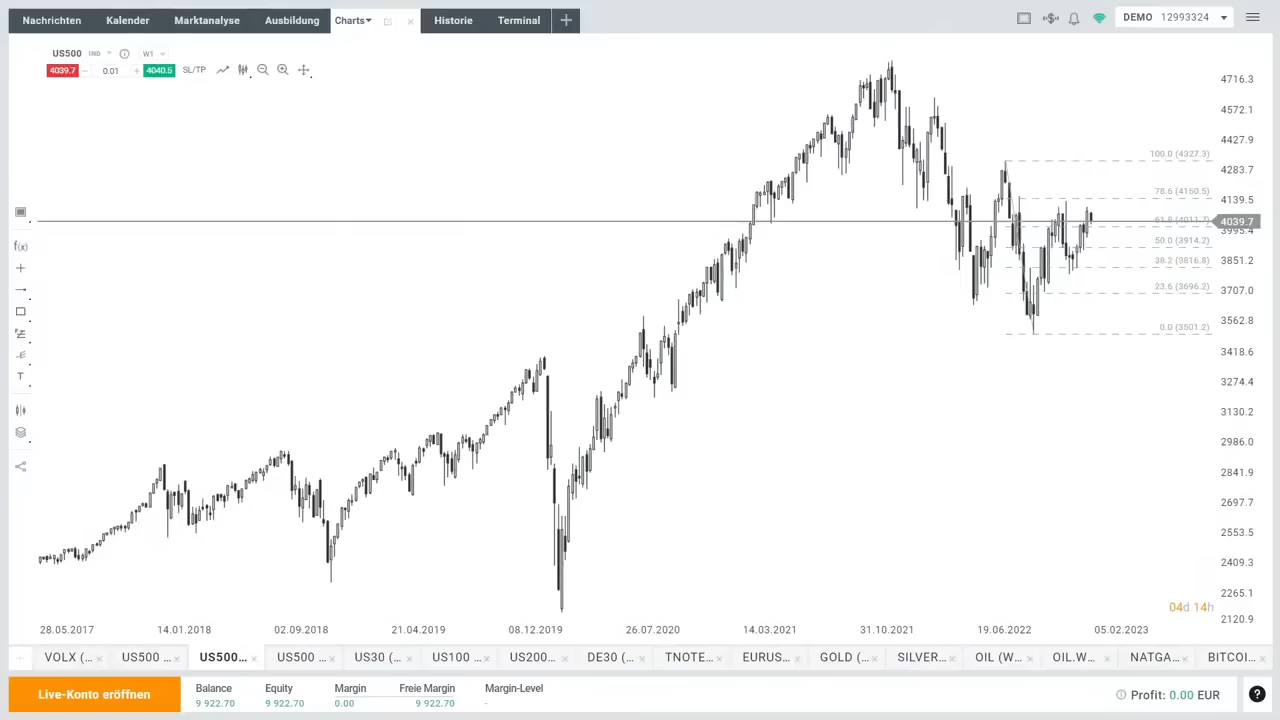 Nachrichten Kalender Marktanalyse Ausbildung Charts Historie Terminal
DEMO 12993324
US500 IND W1
4039.7 0.01 4040.5 SL/TP
4716.3
4572.1
4427.9
100.0 (4327.3)
4283.7
78.6 (4150.5)
4139.5
61.8 (4011.7)
4039.7
3995.4
50.0 (3914.2)
38.2 (3816.8)
3851.2
23.6 (3696.2)
3707.0
3562.8
0.0 (3501.2)
3418.6
3274.4
3130.2
2986.0
2841.9
2697.7
2553.5
2409.3
2265.1
2120.9
f(x)
T
04d 14h
28.05.2017 14.01.2018 02.09.2018 21.04.2019 08.12.2019 26.07.2020 14.03.2021 31.10.2021 19.06.2022 05.02.2023
VOLX (... US500 ... US500... US500 ... US30 (... US100 ... US200... DE30 (... TNOTE... EURUS... GOLD (... SILVER... OIL (W... OIL.W... NATGA... BITCOI...
Live-Konto eröffnen
Balance Equity Margin Freie Margin Margin-Level
9 922.70 9 922.70 0.00 9 922.70 -
Profit: 0.00 EUR